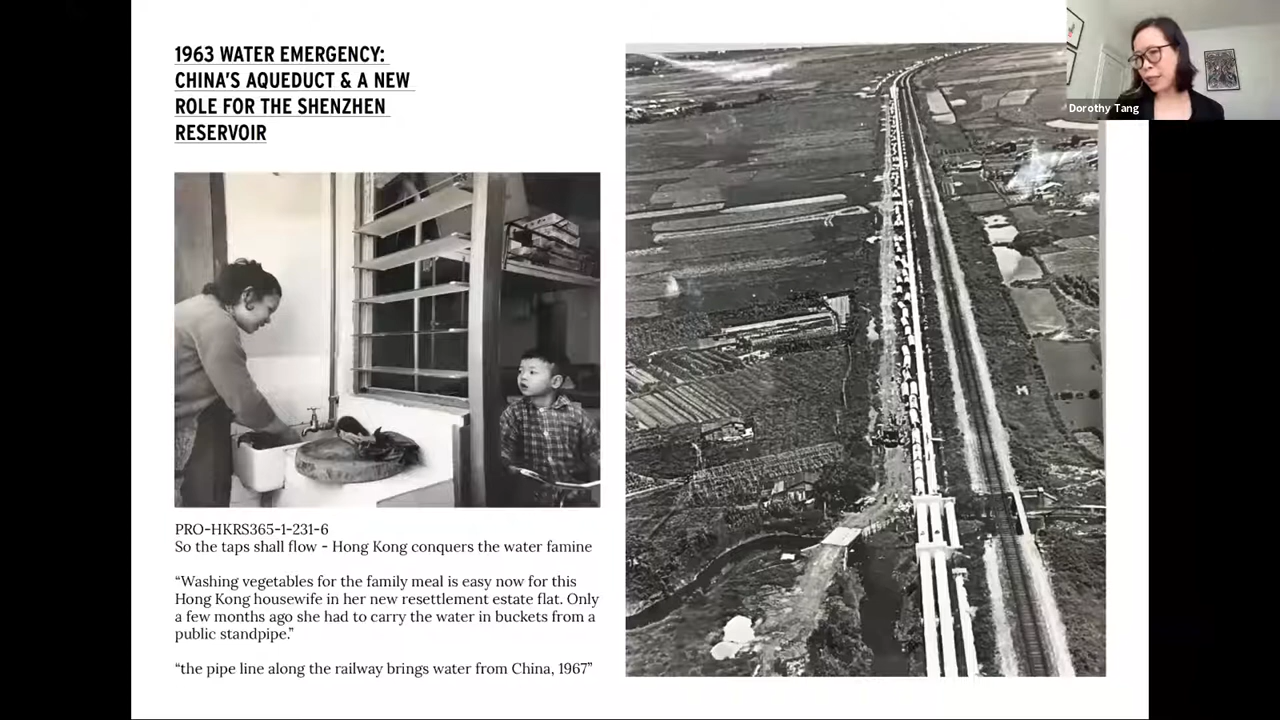 1963 WATER EMERGENCY:
CHINA'S AQUEDUCT & A NEW
ROLE FOR THE SHENZHEN
RESERVOIR
Dorothy Tang
PRO-HKRS365-1-231-6
So the taps shall flow - Hong Kong conquers the water famine
“Washing vegetables for the family meal is easy now for this
Hong Kong housewife in her new resettlement estate flat. Only
a few months ago she had to carry the water in buckets from a
public standpipe.”
“the pipe line along the railway brings water from China, 1967”